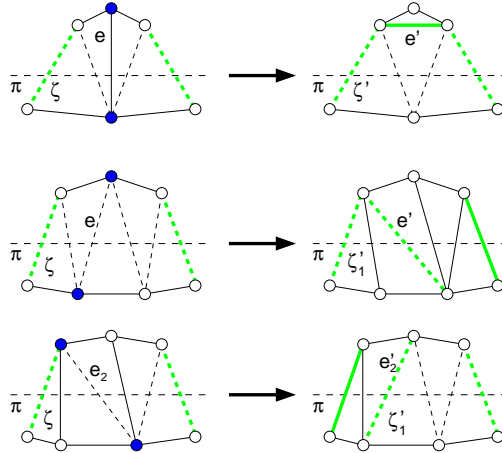 e e'
π ζ π ζ'
e e'
π ζ π ζ'₁
e₂ e'₂
π ζ π ζ'₁